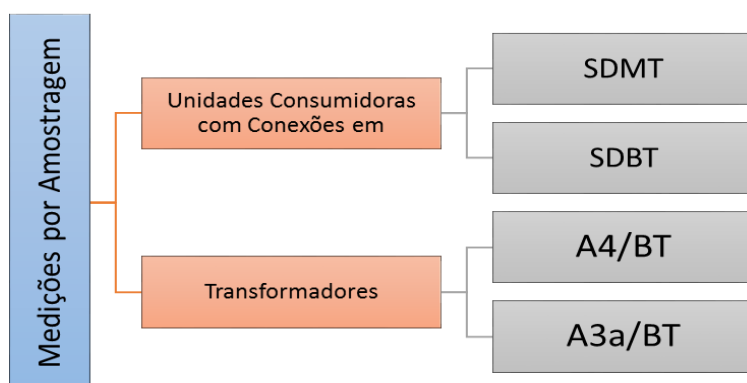 Medições por Amostragem
Unidades Consumidoras
com Conexões em
SDMT
SDBT
Transformadores
A4/BT
A3a/BT